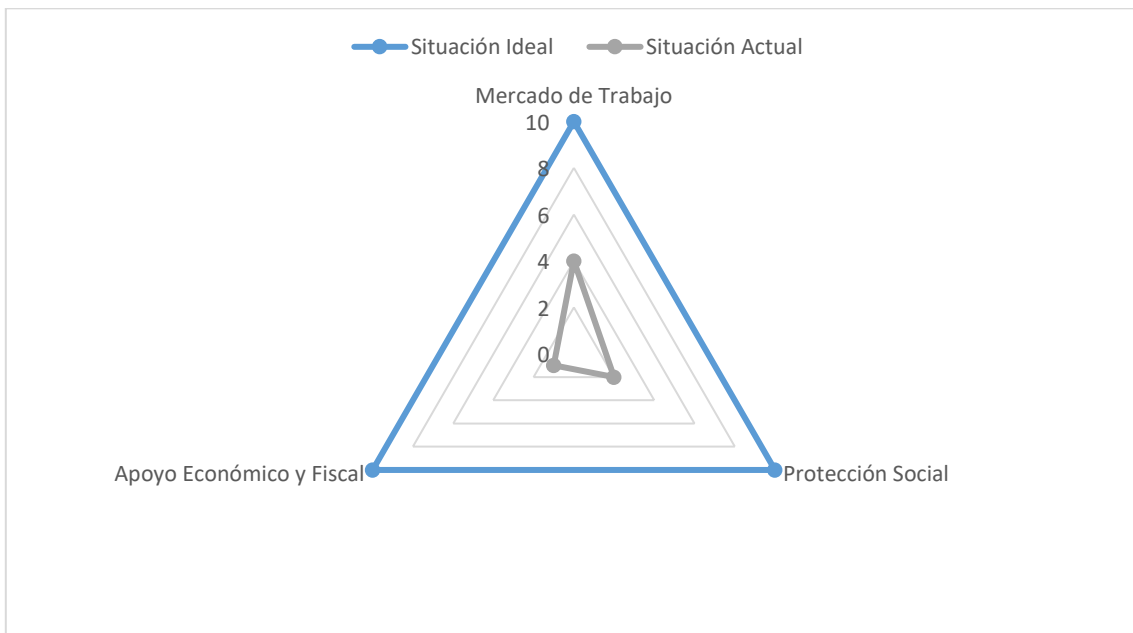 Situación Ideal
Situación Actual
Mercado de Trabajo
10
8
6
4
2
0
Apoyo Económico y Fiscal
Protección Social